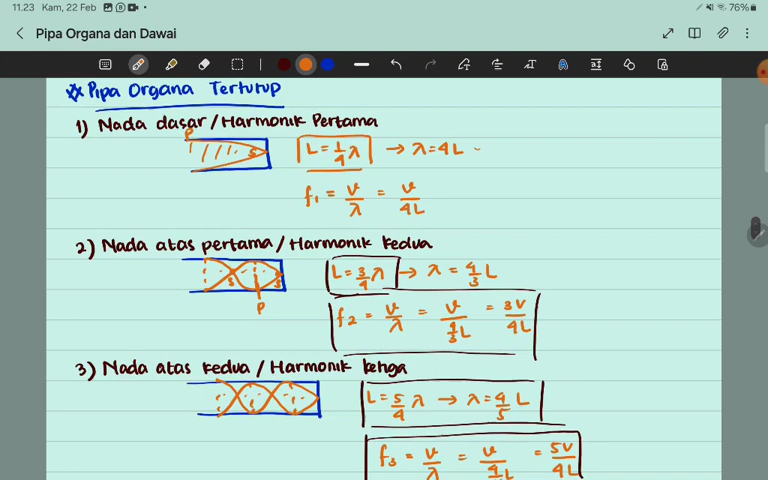 11.23 Kam, 22 Feb 76%
Pipa Organa dan Dawai
Pipa Organa Tertutup
1) Nada dasar/Harmonik Pertama
P
S
L = 1/4 λ → λ = 4L
f₁ = v/λ = v/4L
2) Nada atas pertama/Harmonik kedua
S S
P
L = 3/4 λ → λ = 4/3 L
f₂ = v/λ = v/(4/3 L) = 3v/4L
3) Nada atas kedua/Harmonik ketiga
L = 5/4 λ → λ = 4/5 L
f₃ = v/λ = v/4L = 5v/4L